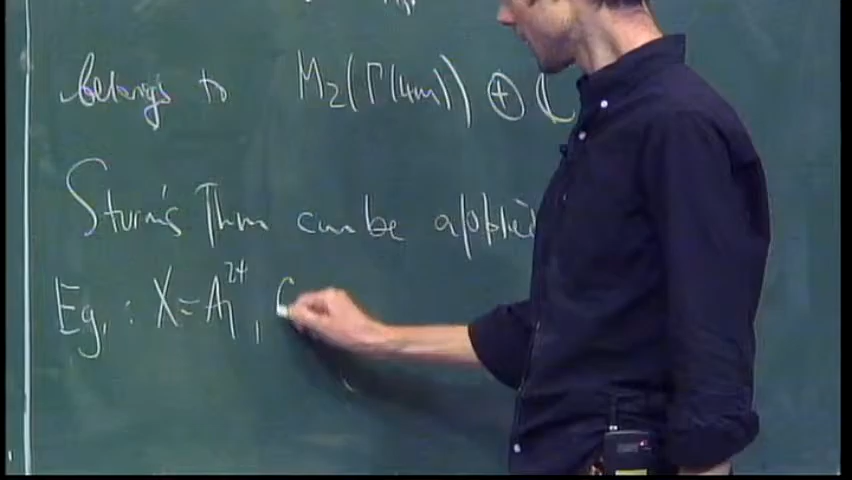 belongs to M₂(Γ(4m)) ⊕ ℂ
Sturm's Thm can be applied
Eg. : X = A₁²⁴, G